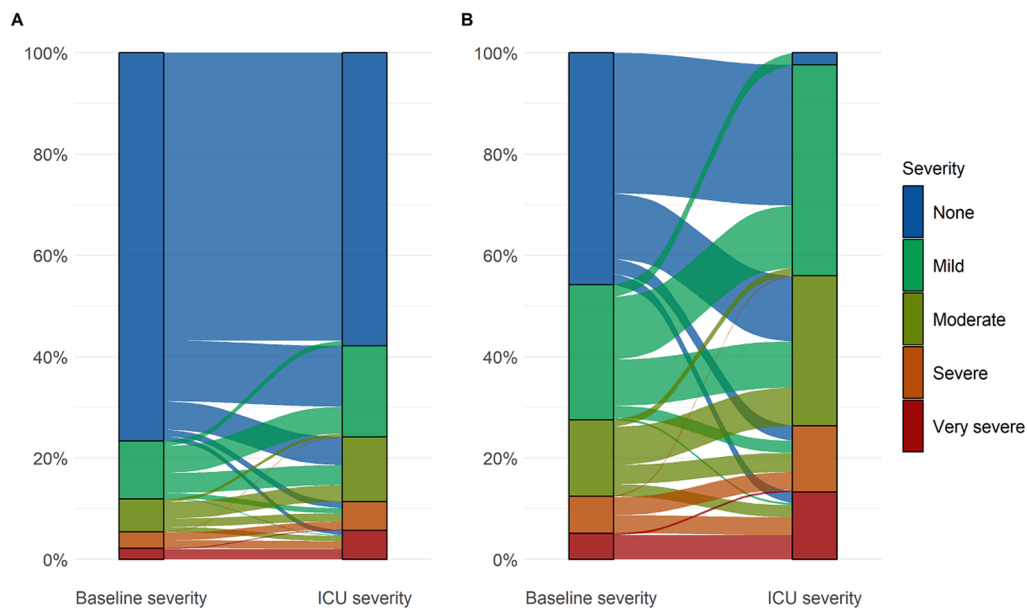 A
100%
80%
60%
40%
20%
0%
Baseline severity
ICU severity
B
100%
80%
60%
40%
20%
0%
Baseline severity
ICU severity
Severity
None
Mild
Moderate
Severe
Very severe